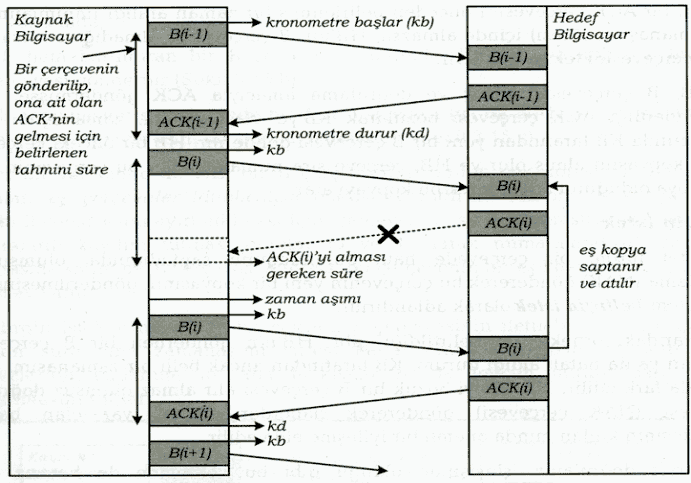 Kaynak
Bilgisayar
Bir çerçevenin
gönderilip,
ona ait olan
ACK'nin
gelmesi için
belirlenen
tahmini süre
B(i-1)
ACK(i-1)
B(i)
B(i)
ACK(i)
B(i+1)
kronometre başlar (kb)
kronometre durur (kd)
kb
ACK(i)'yi alması
gereken süre
zaman aşımı
kb
kd
kb
B(i-1)
ACK(i-1)
B(i)
ACK(i)
B(i)
ACK(i)
Hedef
Bilgisayar
eş kopya
saptanır
ve atılır